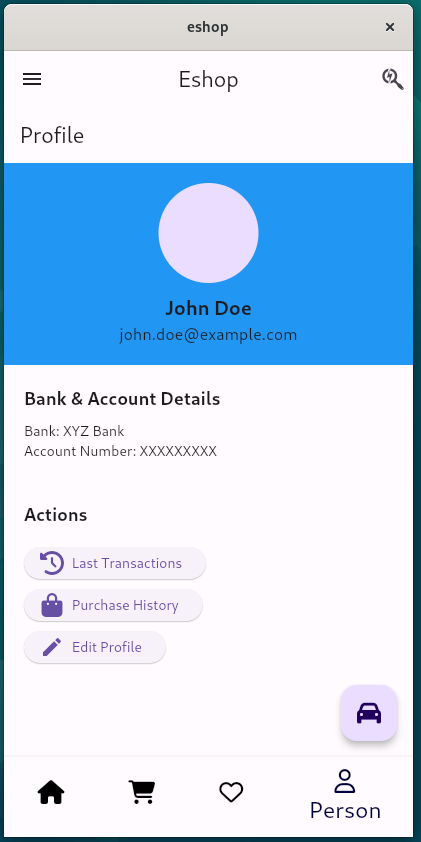 eshop
Eshop
Profile
John Doe
john.doe@example.com
Bank & Account Details
Bank: XYZ Bank
Account Number: XXXXXXXXX
Actions
Last Transactions
Purchase History
Edit Profile
Person